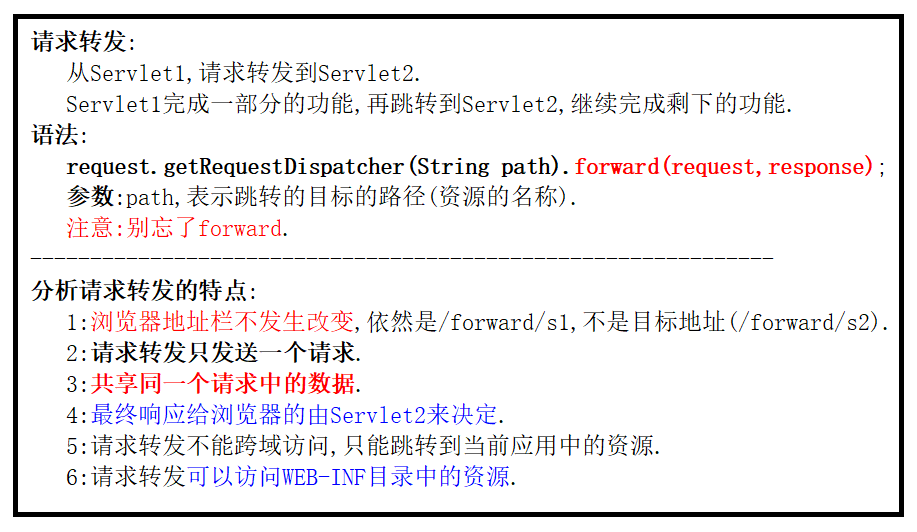 请求转发:
从Servlet1,请求转发到Servlet2.
Servlet1完成一部分的功能,再跳转到Servlet2,继续完成剩下的功能.
语法:
request.getRequestDispatcher(String path).forward(request,response);
参数:path,表示跳转的目标的路径(资源的名称).
注意:别忘了forward.
--------------------------------------------------------------
分析请求转发的特点:
1:浏览器地址栏不发生改变,依然是/forward/s1,不是目标地址(/forward/s2).
2:请求转发只发送一个请求.
3:共享同一个请求中的数据.
4:最终响应给浏览器的由Servlet2来决定.
5:请求转发不能跨域访问,只能跳转到当前应用中的资源.
6:请求转发可以访问WEB-INF目录中的资源.